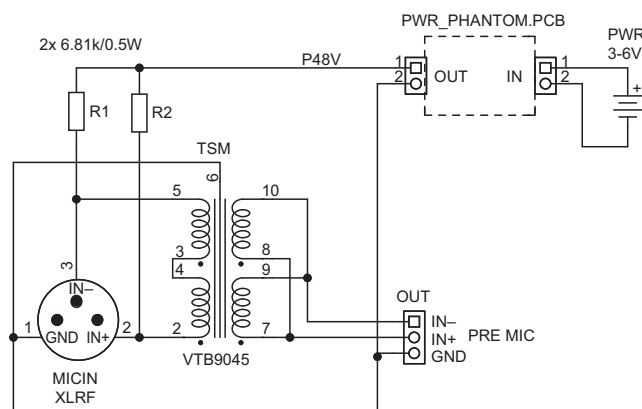 PWR_PHANTOM.PCB
2x 6.81k/0.5W
P48V
1
2
OUT
IN
1
2
PWR
3-6V
+
R1
R2
TSM
6
5
10
3
8
4
9
2
7
VTB9045
3
IN–
1
2
GND
IN+
MICIN
XLRF
OUT
IN–
IN+
GND
PRE MIC